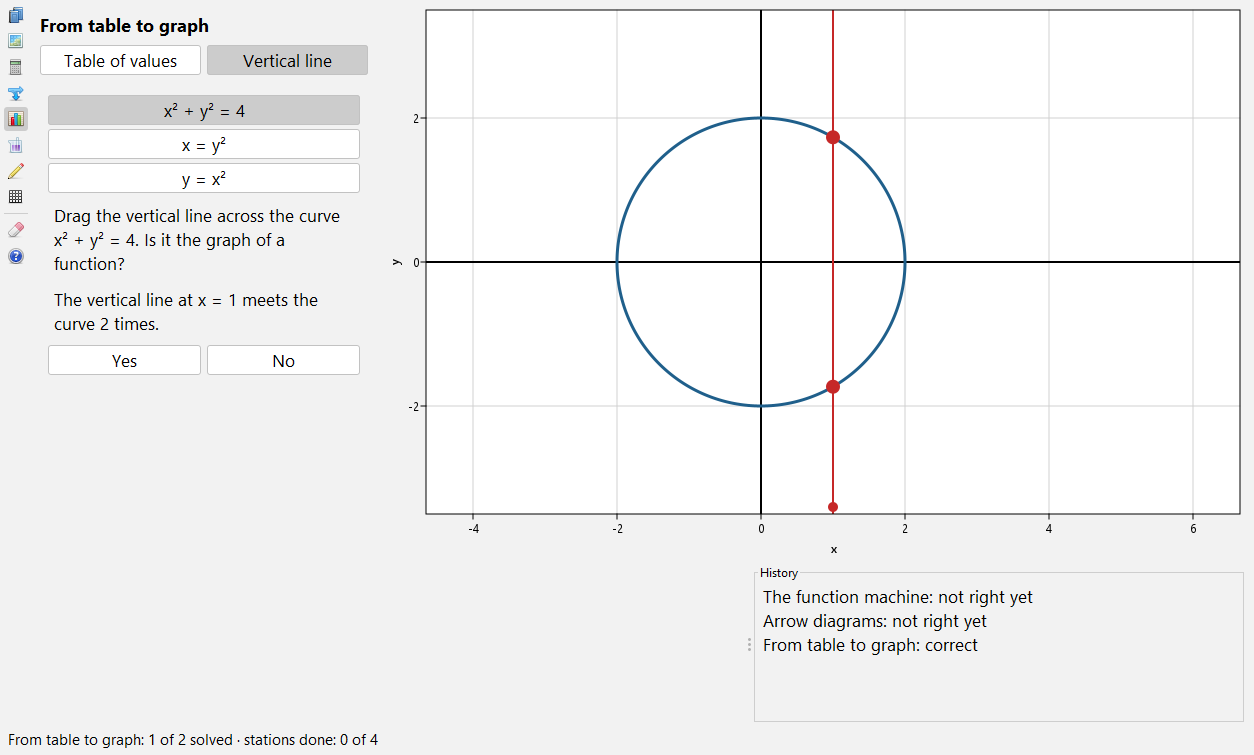 From table to graph
Table of values
Vertical line
x² + y² = 4
x = y²
y = x²
Drag the vertical line across the curve
x² + y² = 4. Is it the graph of a
function?
The vertical line at x = 1 meets the
curve 2 times.
Yes
No
y
2
0
-2
-4
-2
0
2
4
6
x
History
The function machine: not right yet
Arrow diagrams: not right yet
From table to graph: correct
From table to graph: 1 of 2 solved · stations done: 0 of 4